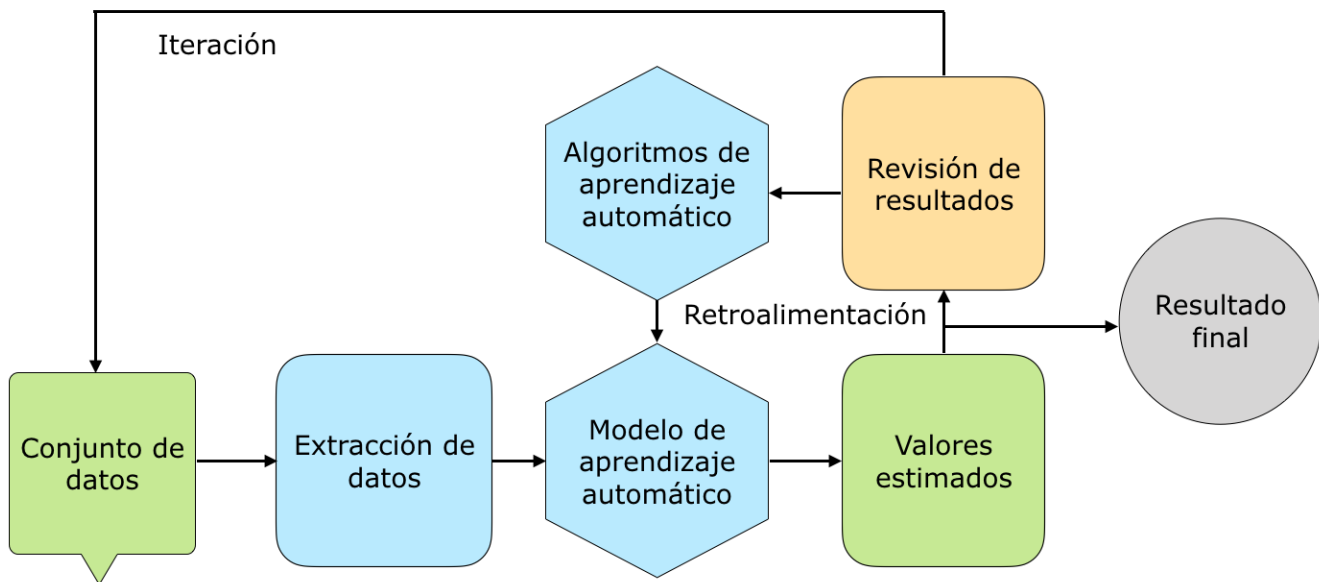 Iteración
Algoritmos de
aprendizaje
automático
Revisión de
resultados
Retroalimentación
Resultado
final
Conjunto de
datos
Extracción de
datos
Modelo de
aprendizaje
automático
Valores
estimados